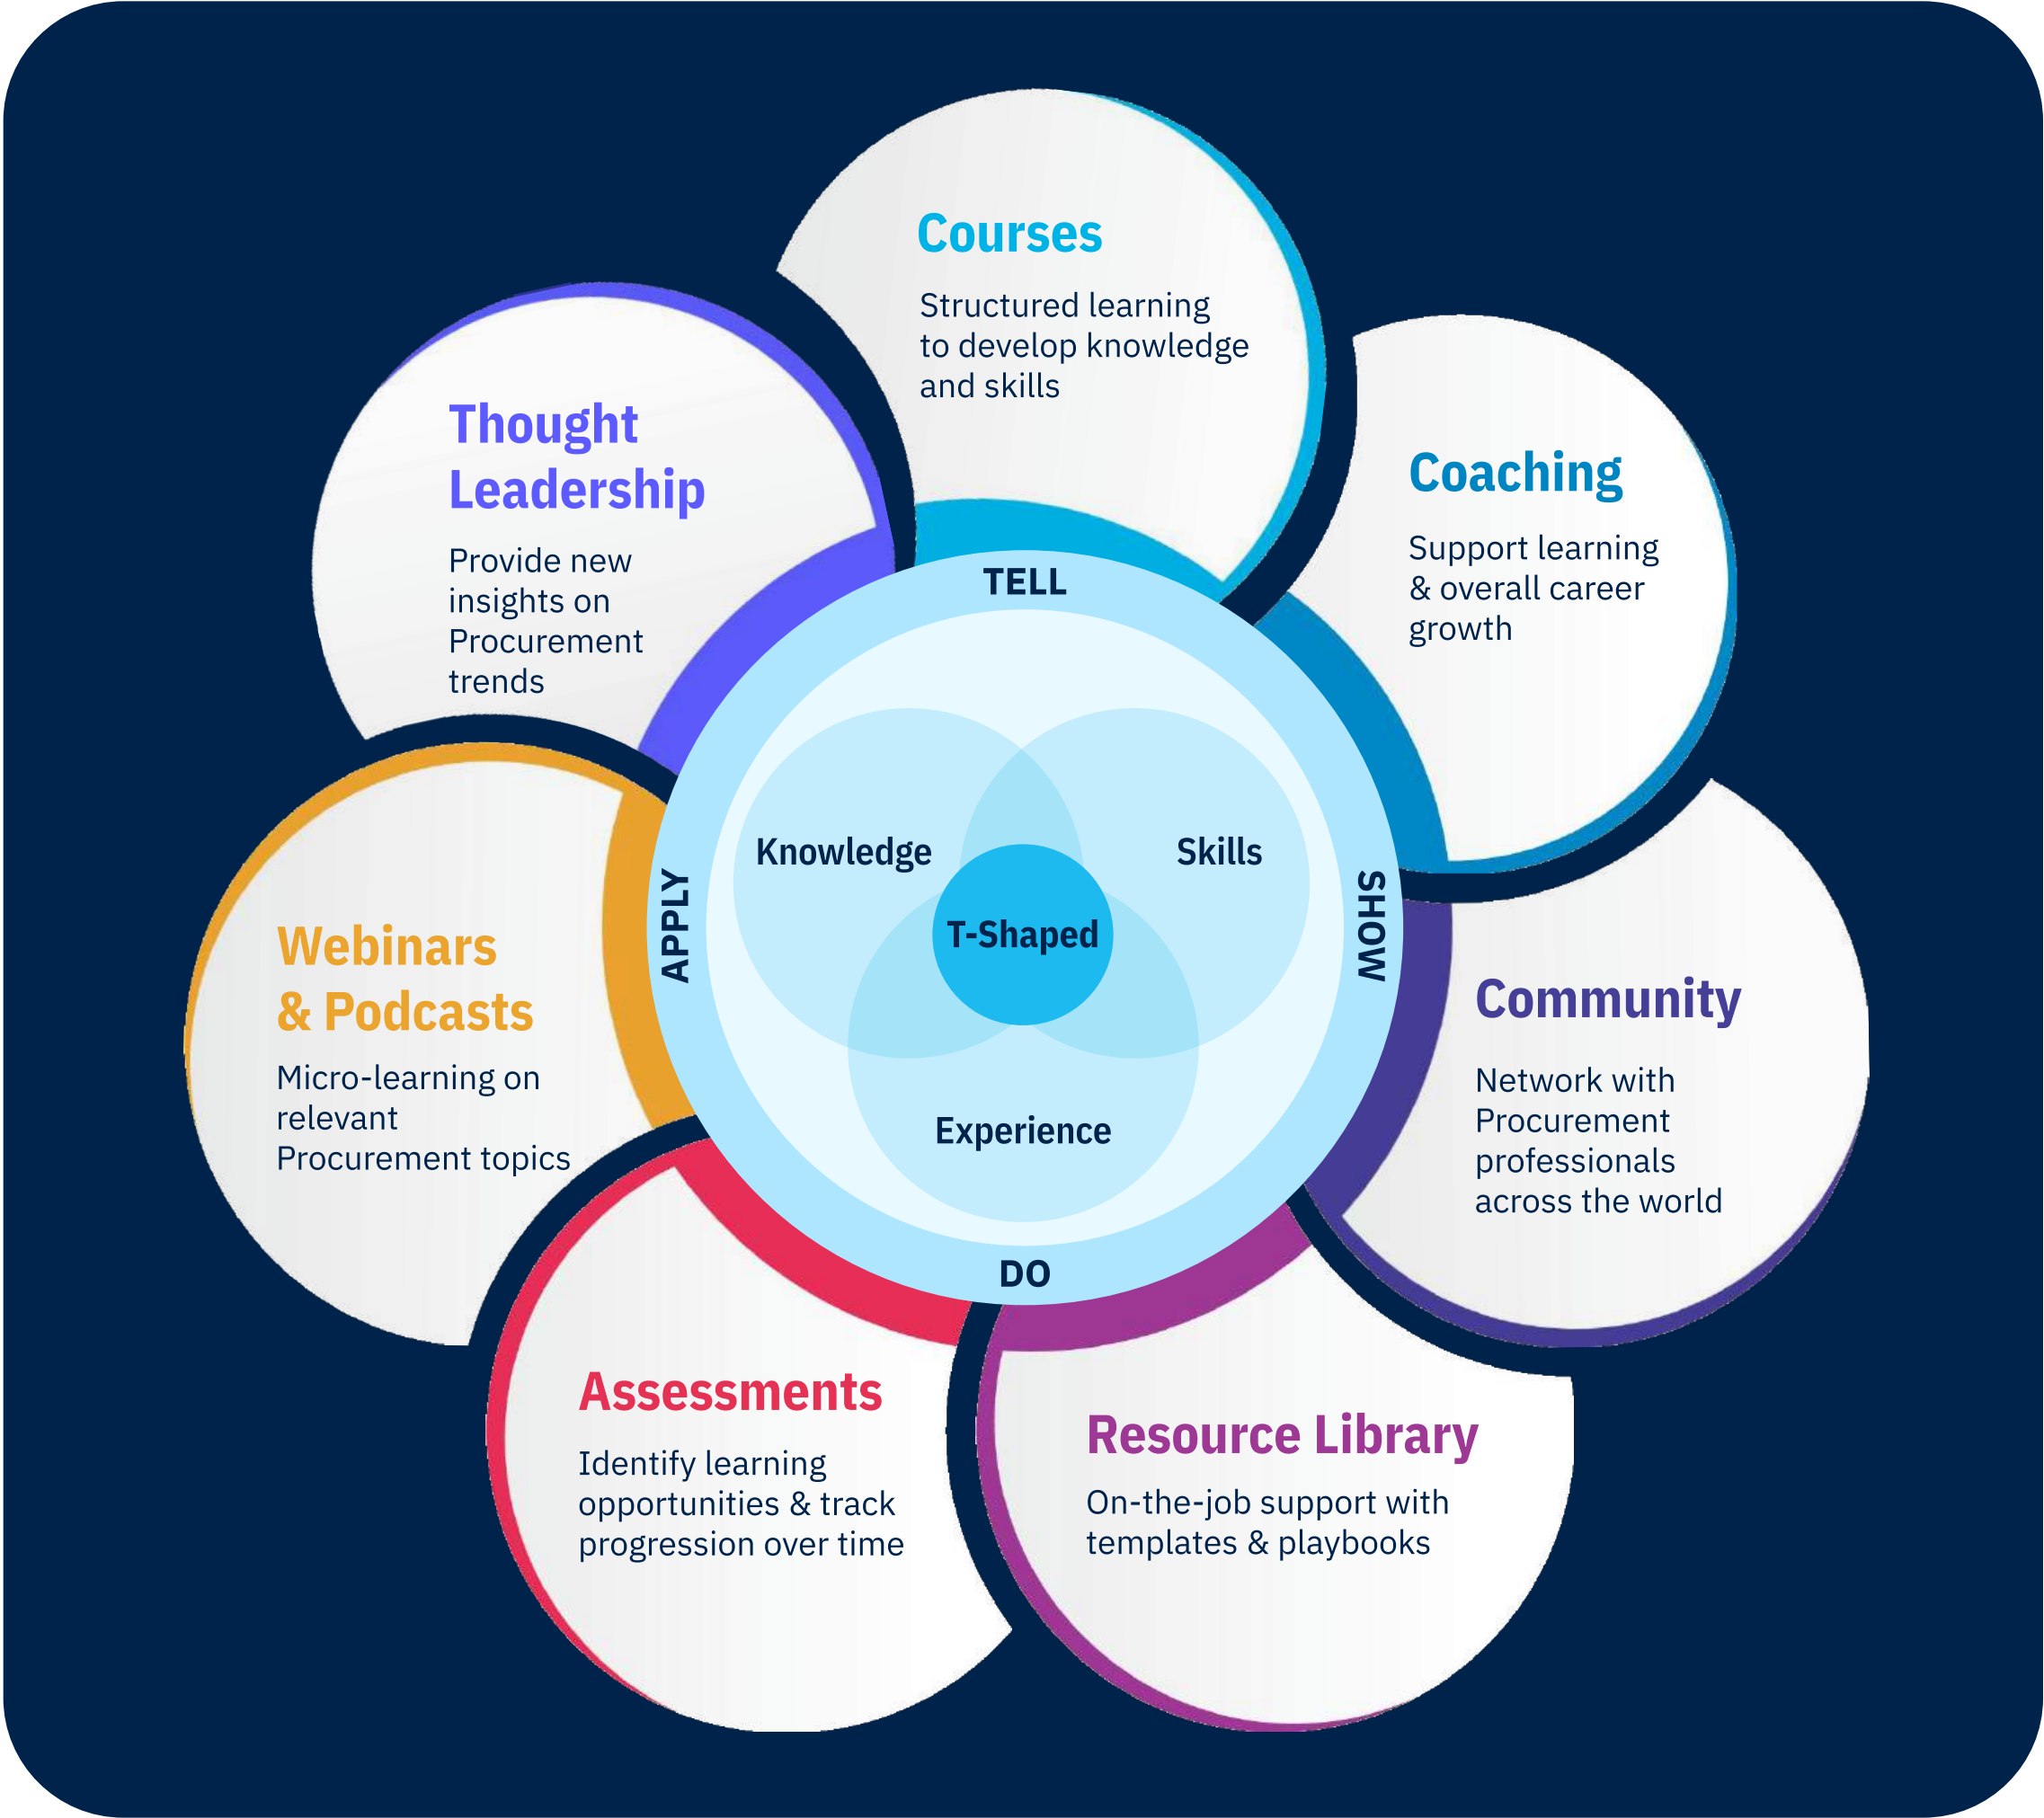 Courses
Structured learning
to develop knowledge
and skills
Coaching
Support learning
& overall career
growth
Community
Network with
Procurement
professionals
across the world
Resource Library
On-the-job support with
templates & playbooks
Assessments
Identify learning
opportunities & track
progression over time
Webinars
& Podcasts
Micro-learning on
relevant
Procurement topics
Thought
Leadership
Provide new
insights on
Procurement
trends
TELL
SHOW
DO
APPLY
Knowledge
Skills
T-Shaped
Experience